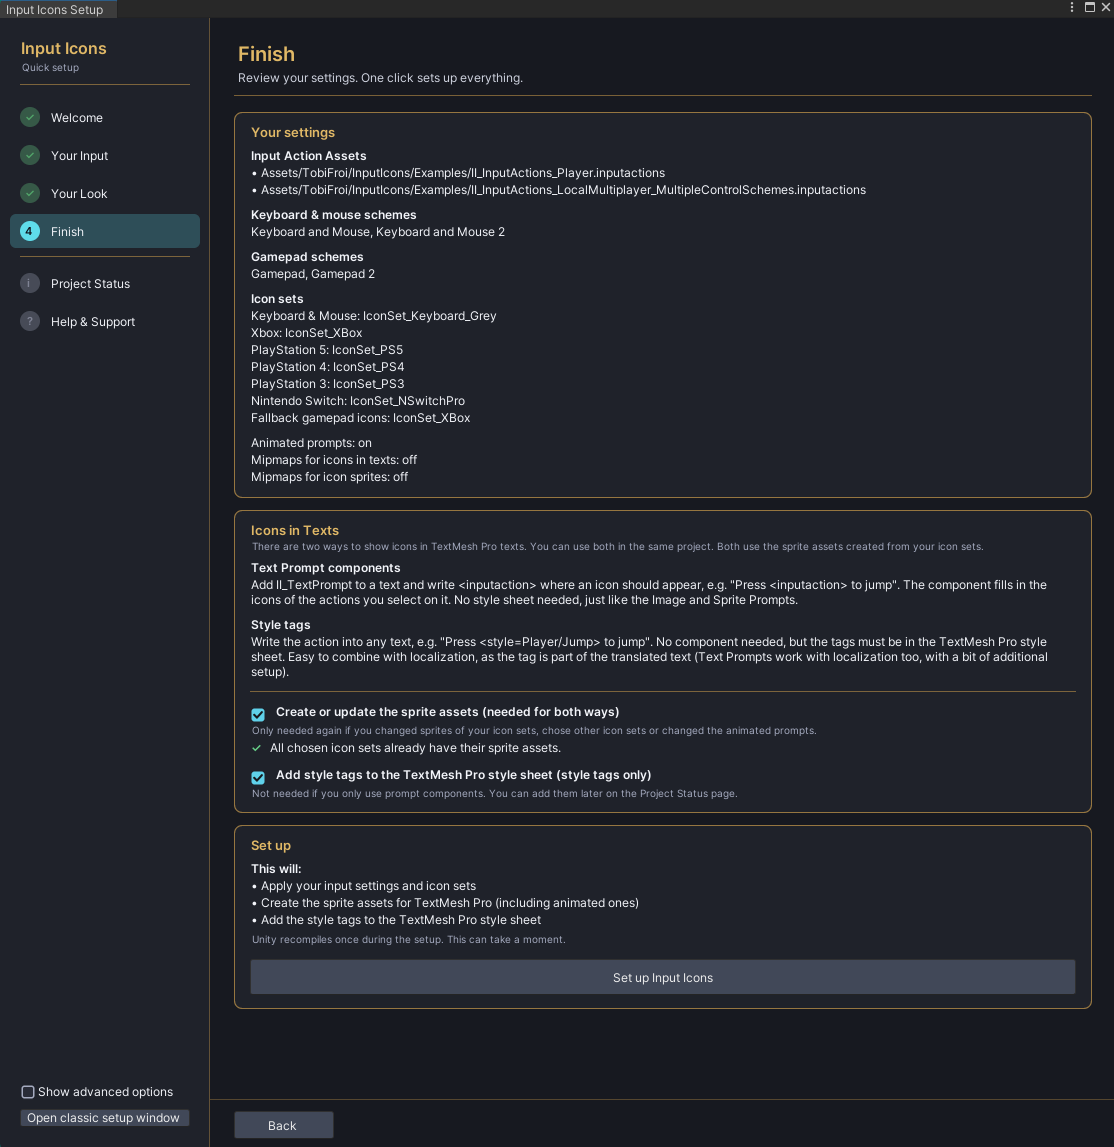 Input Icons Setup
Input Icons
Quick setup
Welcome
Your Input
Your Look
4 Finish
i Project Status
? Help & Support
Show advanced options
Open classic setup window
Finish
Review your settings. One click sets up everything.
Your settings
Input Action Assets
• Assets/TobiFroi/InputIcons/Examples/II_InputActions_Player.inputactions
• Assets/TobiFroi/InputIcons/Examples/II_InputActions_LocalMultiplayer_MultipleControlSchemes.inputactions
Keyboard & mouse schemes
Keyboard and Mouse, Keyboard and Mouse 2
Gamepad schemes
Gamepad, Gamepad 2
Icon sets
Keyboard & Mouse: IconSet_Keyboard_Grey
Xbox: IconSet_XBox
PlayStation 5: IconSet_PS5
PlayStation 4: IconSet_PS4
PlayStation 3: IconSet_PS3
Nintendo Switch: IconSet_NSwitchPro
Fallback gamepad icons: IconSet_XBox
Animated prompts: on
Mipmaps for icons in texts: off
Mipmaps for icon sprites: off
Icons in Texts
There are two ways to show icons in TextMesh Pro texts. You can use both in the same project. Both use the sprite assets created from your icon sets.
Text Prompt components
Add II_TextPrompt to a text and write <inputaction> where an icon should appear, e.g. "Press <inputaction> to jump". The component fills in the
icons of the actions you select on it. No style sheet needed, just like the Image and Sprite Prompts.
Style tags
Write the action into any text, e.g. "Press <style=Player/Jump> to jump". No component needed, but the tags must be in the TextMesh Pro style
sheet. Easy to combine with localization, as the tag is part of the translated text (Text Prompts work with localization too, with a bit of additional
setup).
Create or update the sprite assets (needed for both ways)
Only needed again if you changed sprites of your icon sets, chose other icon sets or changed the animated prompts.
All chosen icon sets already have their sprite assets.
Add style tags to the TextMesh Pro style sheet (style tags only)
Not needed if you only use prompt components. You can add them later on the Project Status page.
Set up
This will:
• Apply your input settings and icon sets
• Create the sprite assets for TextMesh Pro (including animated ones)
• Add the style tags to the TextMesh Pro style sheet
Unity recompiles once during the setup. This can take a moment.
Set up Input Icons
Back